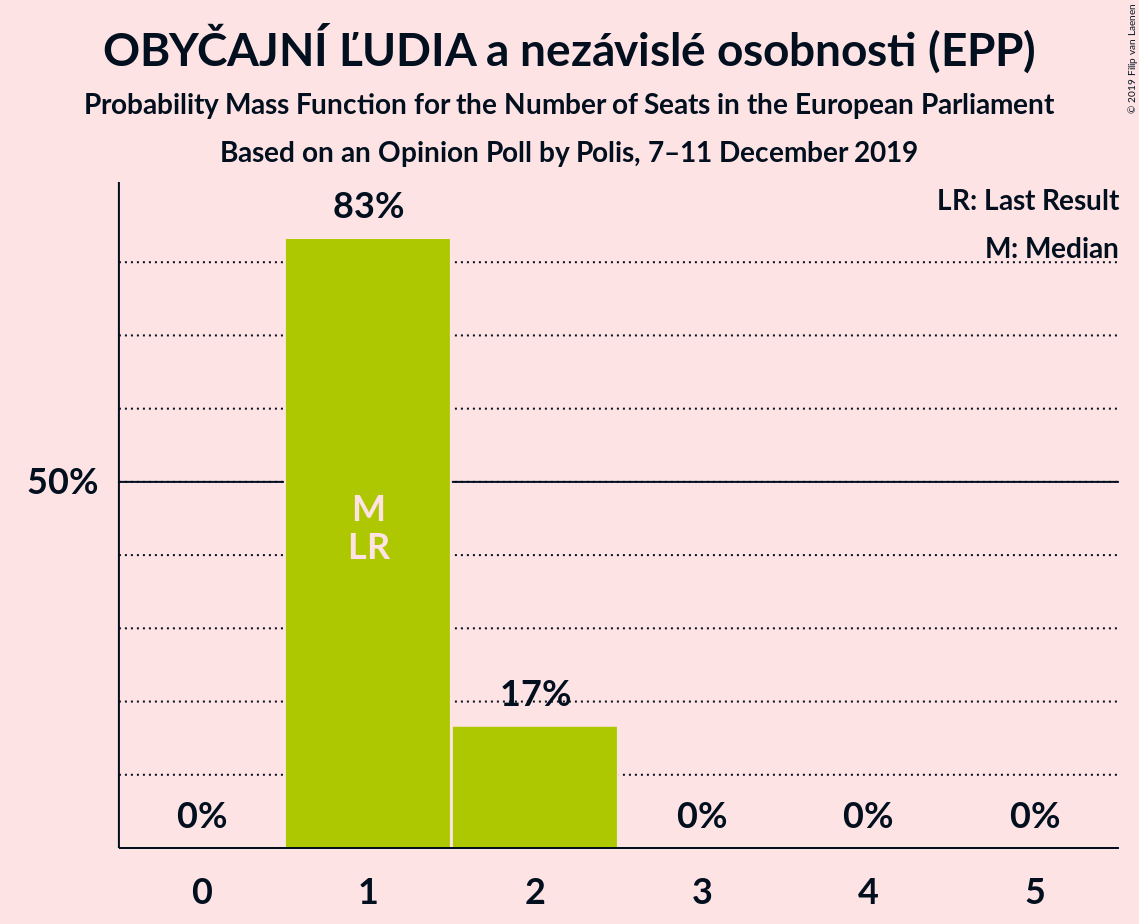 OBYČAJNÍ ĽUDIA a nezávislé osobnosti (EPP)
Probability Mass Function for the Number of Seats in the European Parliament
Based on an Opinion Poll by Polis, 7–11 December 2019
© 2019 Filip van Laenen
LR: Last Result
M: Median
83%
50%
M
LR
17%
0%
0%
0%
0%
0
1
2
3
4
5